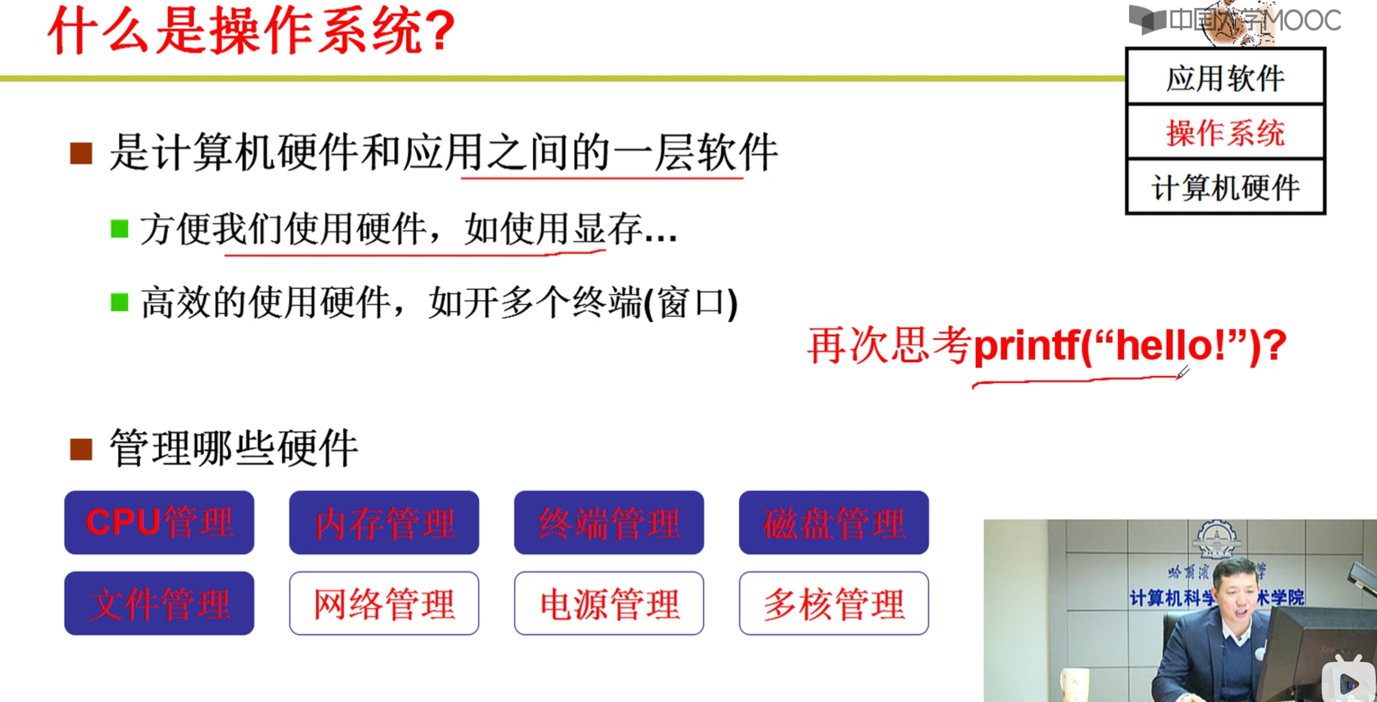 什么是操作系统?
中国大学MOOC
应用软件
操作系统
计算机硬件
是计算机硬件和应用之间的一层软件
方便我们使用硬件，如使用显存...
高效的使用硬件，如开多个终端(窗口)
再次思考printf(“hello!”)?
管理哪些硬件
CPU管理 内存管理 终端管理 磁盘管理
文件管理 网络管理 电源管理 多核管理
哈尔滨 学
计算机科学 术学院